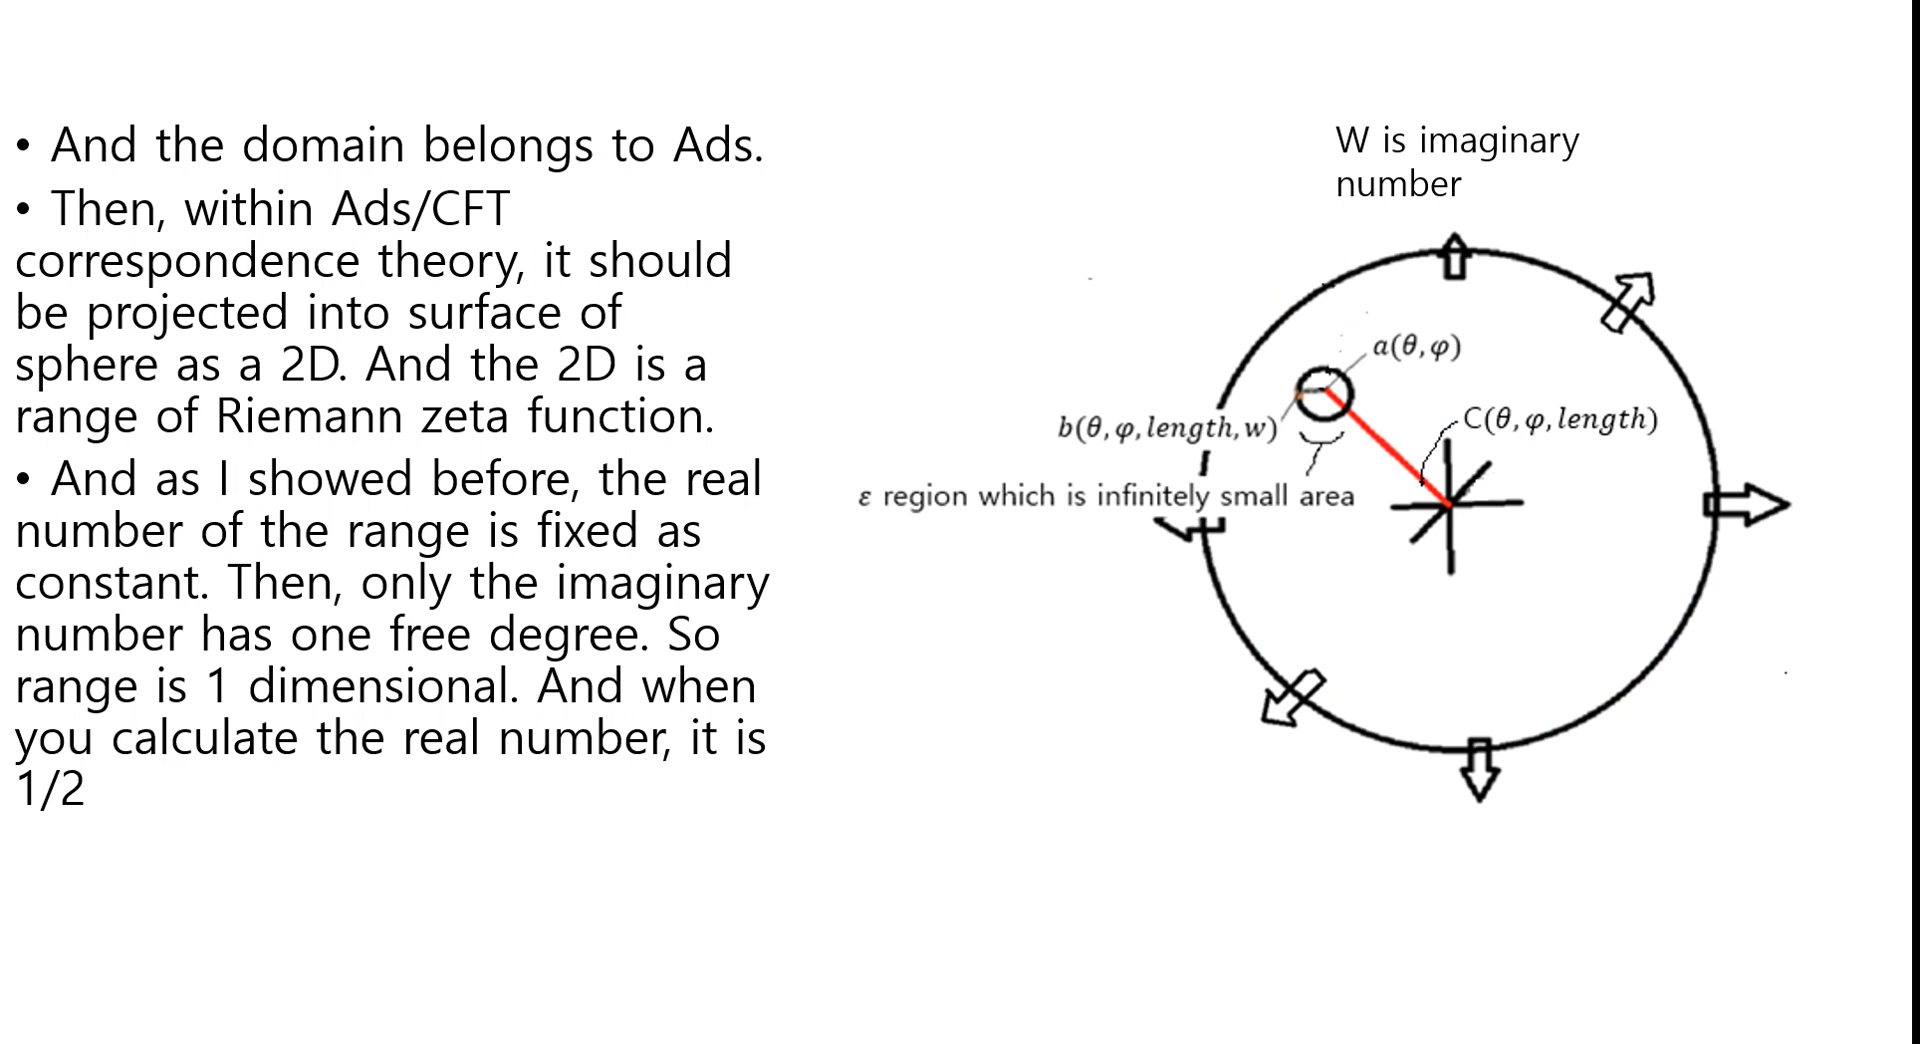 • And the domain belongs to Ads.
• Then, within Ads/CFT
correspondence theory, it should
be projected into surface of
sphere as a 2D. And the 2D is a
range of Riemann zeta function.
• And as I showed before, the real
number of the range is fixed as
constant. Then, only the imaginary
number has one free degree. So
range is 1 dimensional. And when
you calculate the real number, it is
1/2
W is imaginary
number
a(θ,φ)
b(θ,φ,length,w)
C(θ,φ,length)
ε region which is infinitely small area